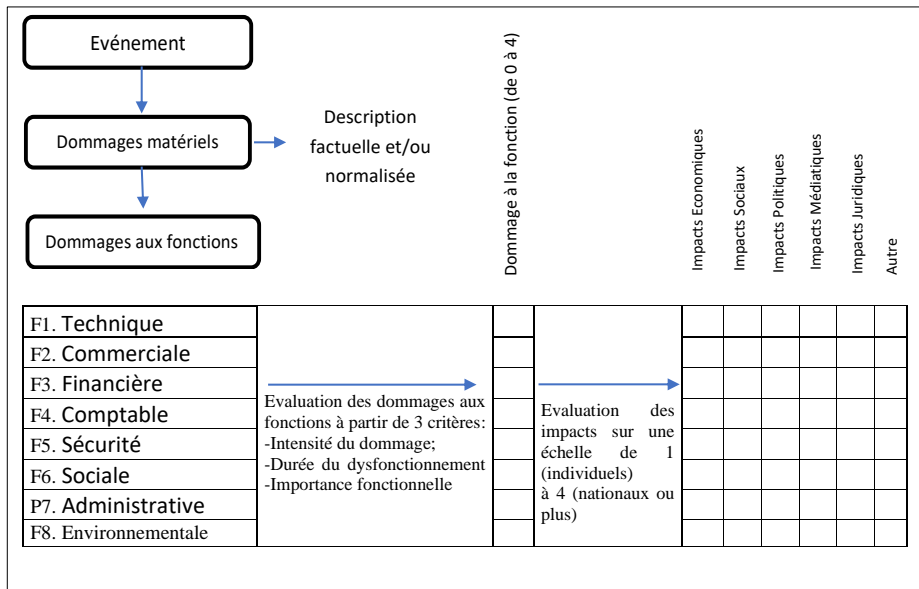 Evénement
Dommages matériels
Description
factuelle et/ou
normalisée
Dommages aux fonctions
Dommage à la fonction (de 0 à 4)
Impacts Economiques
Impacts Sociaux
Impacts Politiques
Impacts Médiatiques
Impacts Juridiques
Autre
F1. Technique
F2. Commerciale
F3. Financière
F4. Comptable
F5. Sécurité
F6. Sociale
P7. Administrative
F8. Environnementale
Evaluation des dommages aux
fonctions à partir de 3 critères:
-Intensité du dommage;
-Durée du dysfonctionnement
-Importance fonctionnelle
Evaluation des
impacts sur une
échelle de 1
(individuels)
à 4 (nationaux ou
plus)